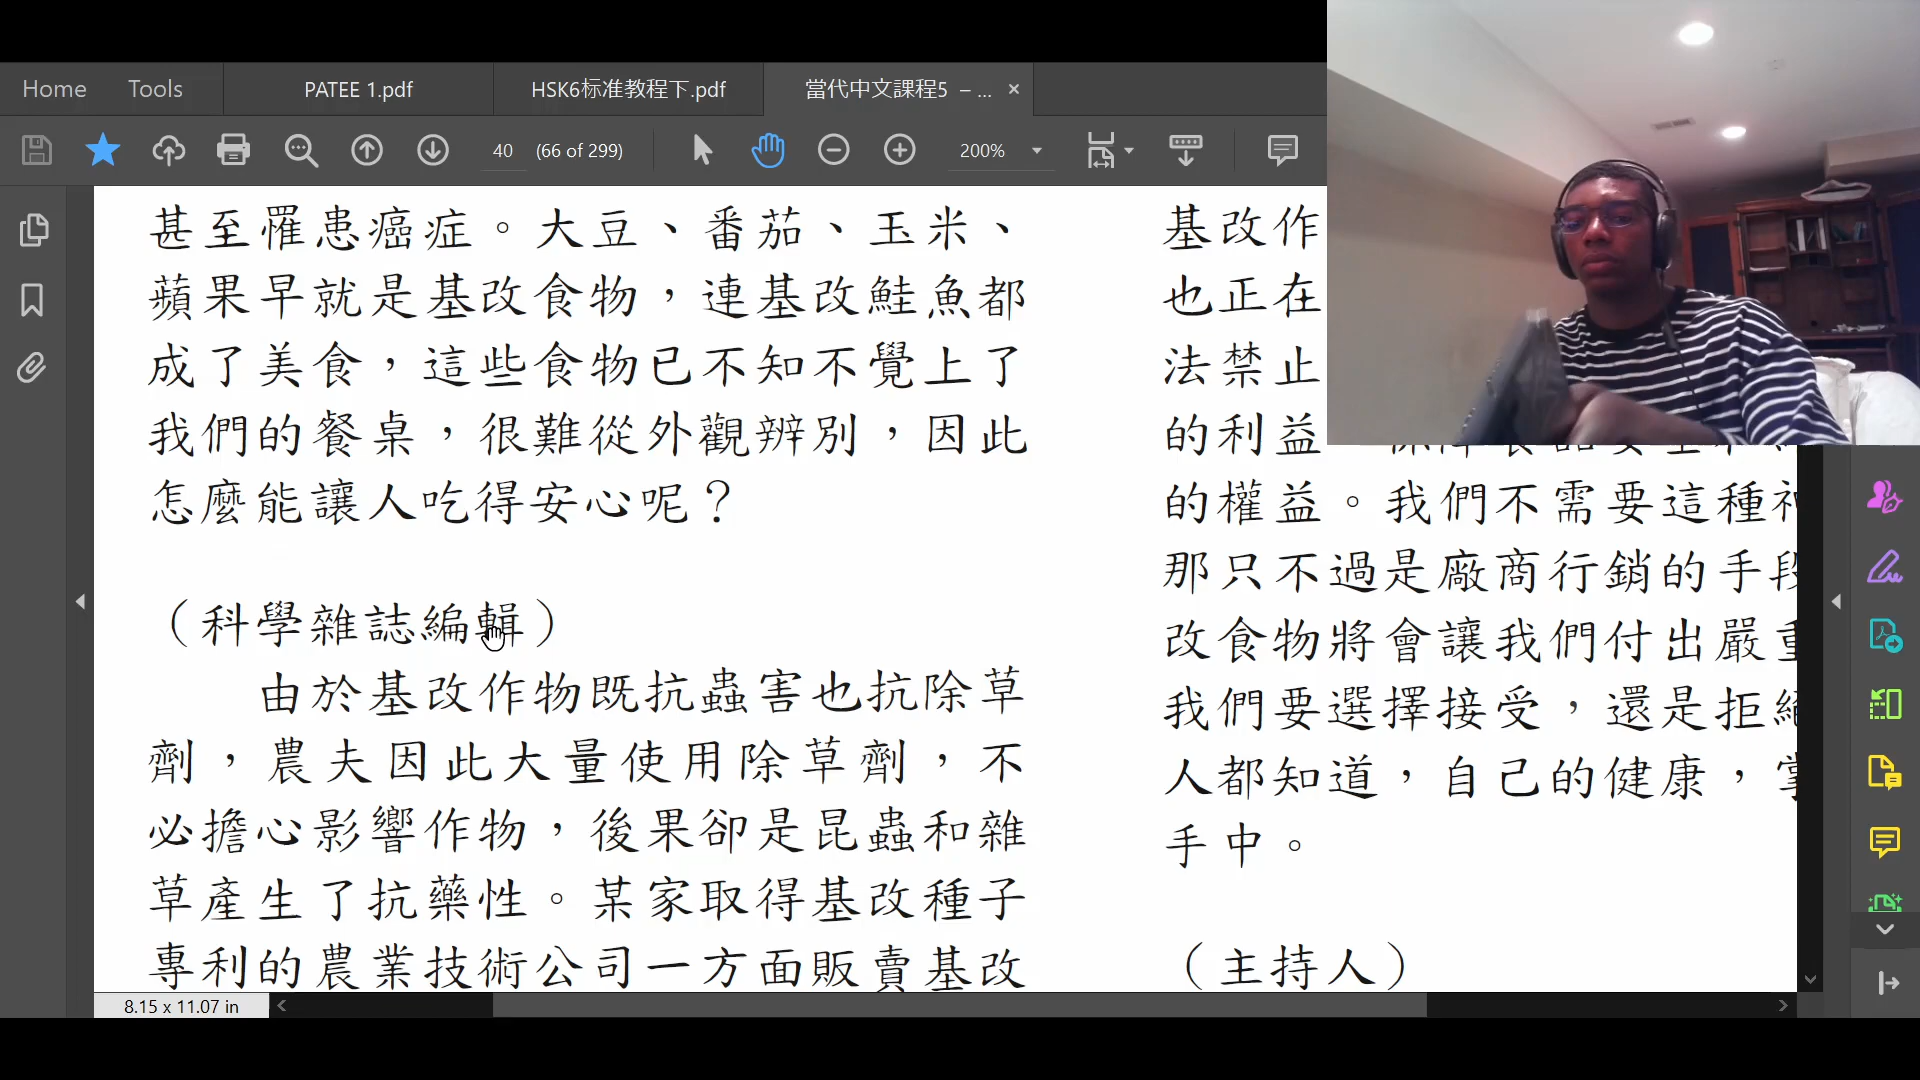 Home Tools PATEE 1.pdf HSK6标准教程下.pdf 當代中文課程5 – ...
40 (66 of 299) 200%
甚至罹患癌症。大豆、番茄、玉米、
蘋果早就是基改食物，連基改鮭魚都
成了美食，這些食物已不知不覺上了
我們的餐桌，很難從外觀辨別，因此
怎麼能讓人吃得安心呢？
（科學雜誌編輯）
由於基改作物既抗蟲害也抗除草
劑，農夫因此大量使用除草劑，不
必擔心影響作物，後果卻是昆蟲和雜
草產生了抗藥性。某家取得基改種子
專利的農業技術公司一方面販賣基改
基改作
也正在
法禁止
的利益
的權益。我們不需要這種
那只不過是廠商行銷的手段
改食物將會讓我們付出嚴重
我們要選擇接受，還是拒絕
人都知道，自己的健康，掌
手中。
（主持人）
8.15 x 11.07 in